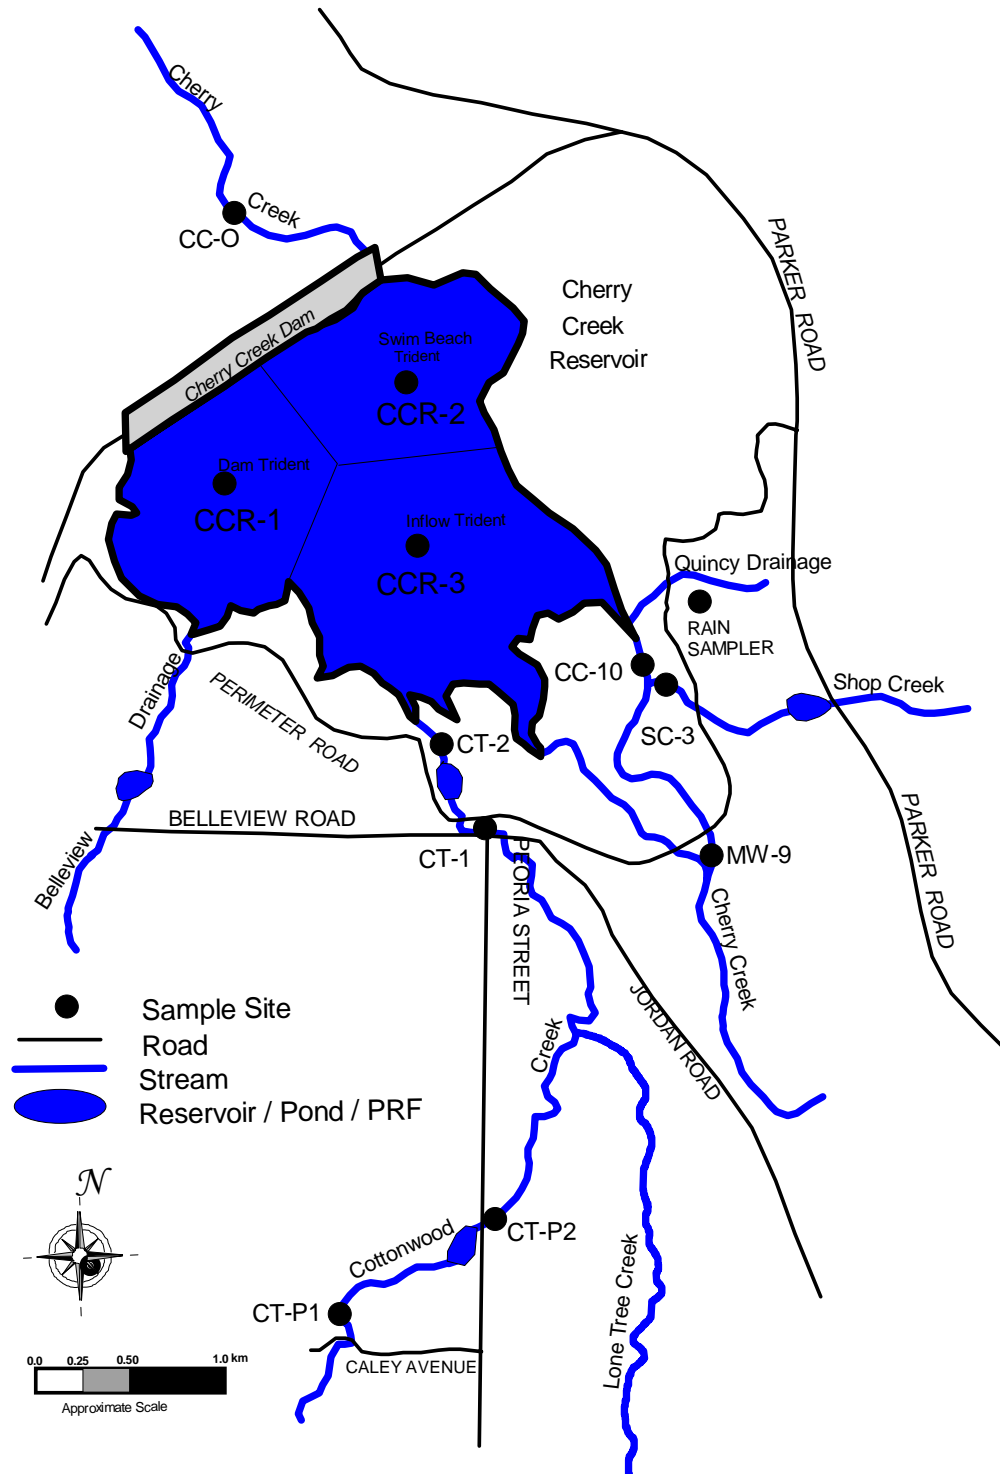 Cherry
Creek
CC-O
PARKER ROAD
Cherry
Creek
Reservoir
Cherry Creek Dam
Swim Beach
Trident
CCR-2
Dam Trident
CCR-1
Inflow Trident
CCR-3
Quincy Drainage
RAIN
SAMPLER
CC-10
Shop Creek
SC-3
Drainage
PERIMETER ROAD
CT-2
BELLEVIEW ROAD
CT-1
PEORIA STREET
MW-9
PARKER ROAD
Belleview
Cherry Creek
JORDAN ROAD
Sample Site
Road
Stream
Reservoir / Pond / PRF
Creek
N
Cottonwood
CT-P2
Lone Tree Creek
CT-P1
CALEY AVENUE
0.0 0.25 0.50 1.0 km
Approximate Scale